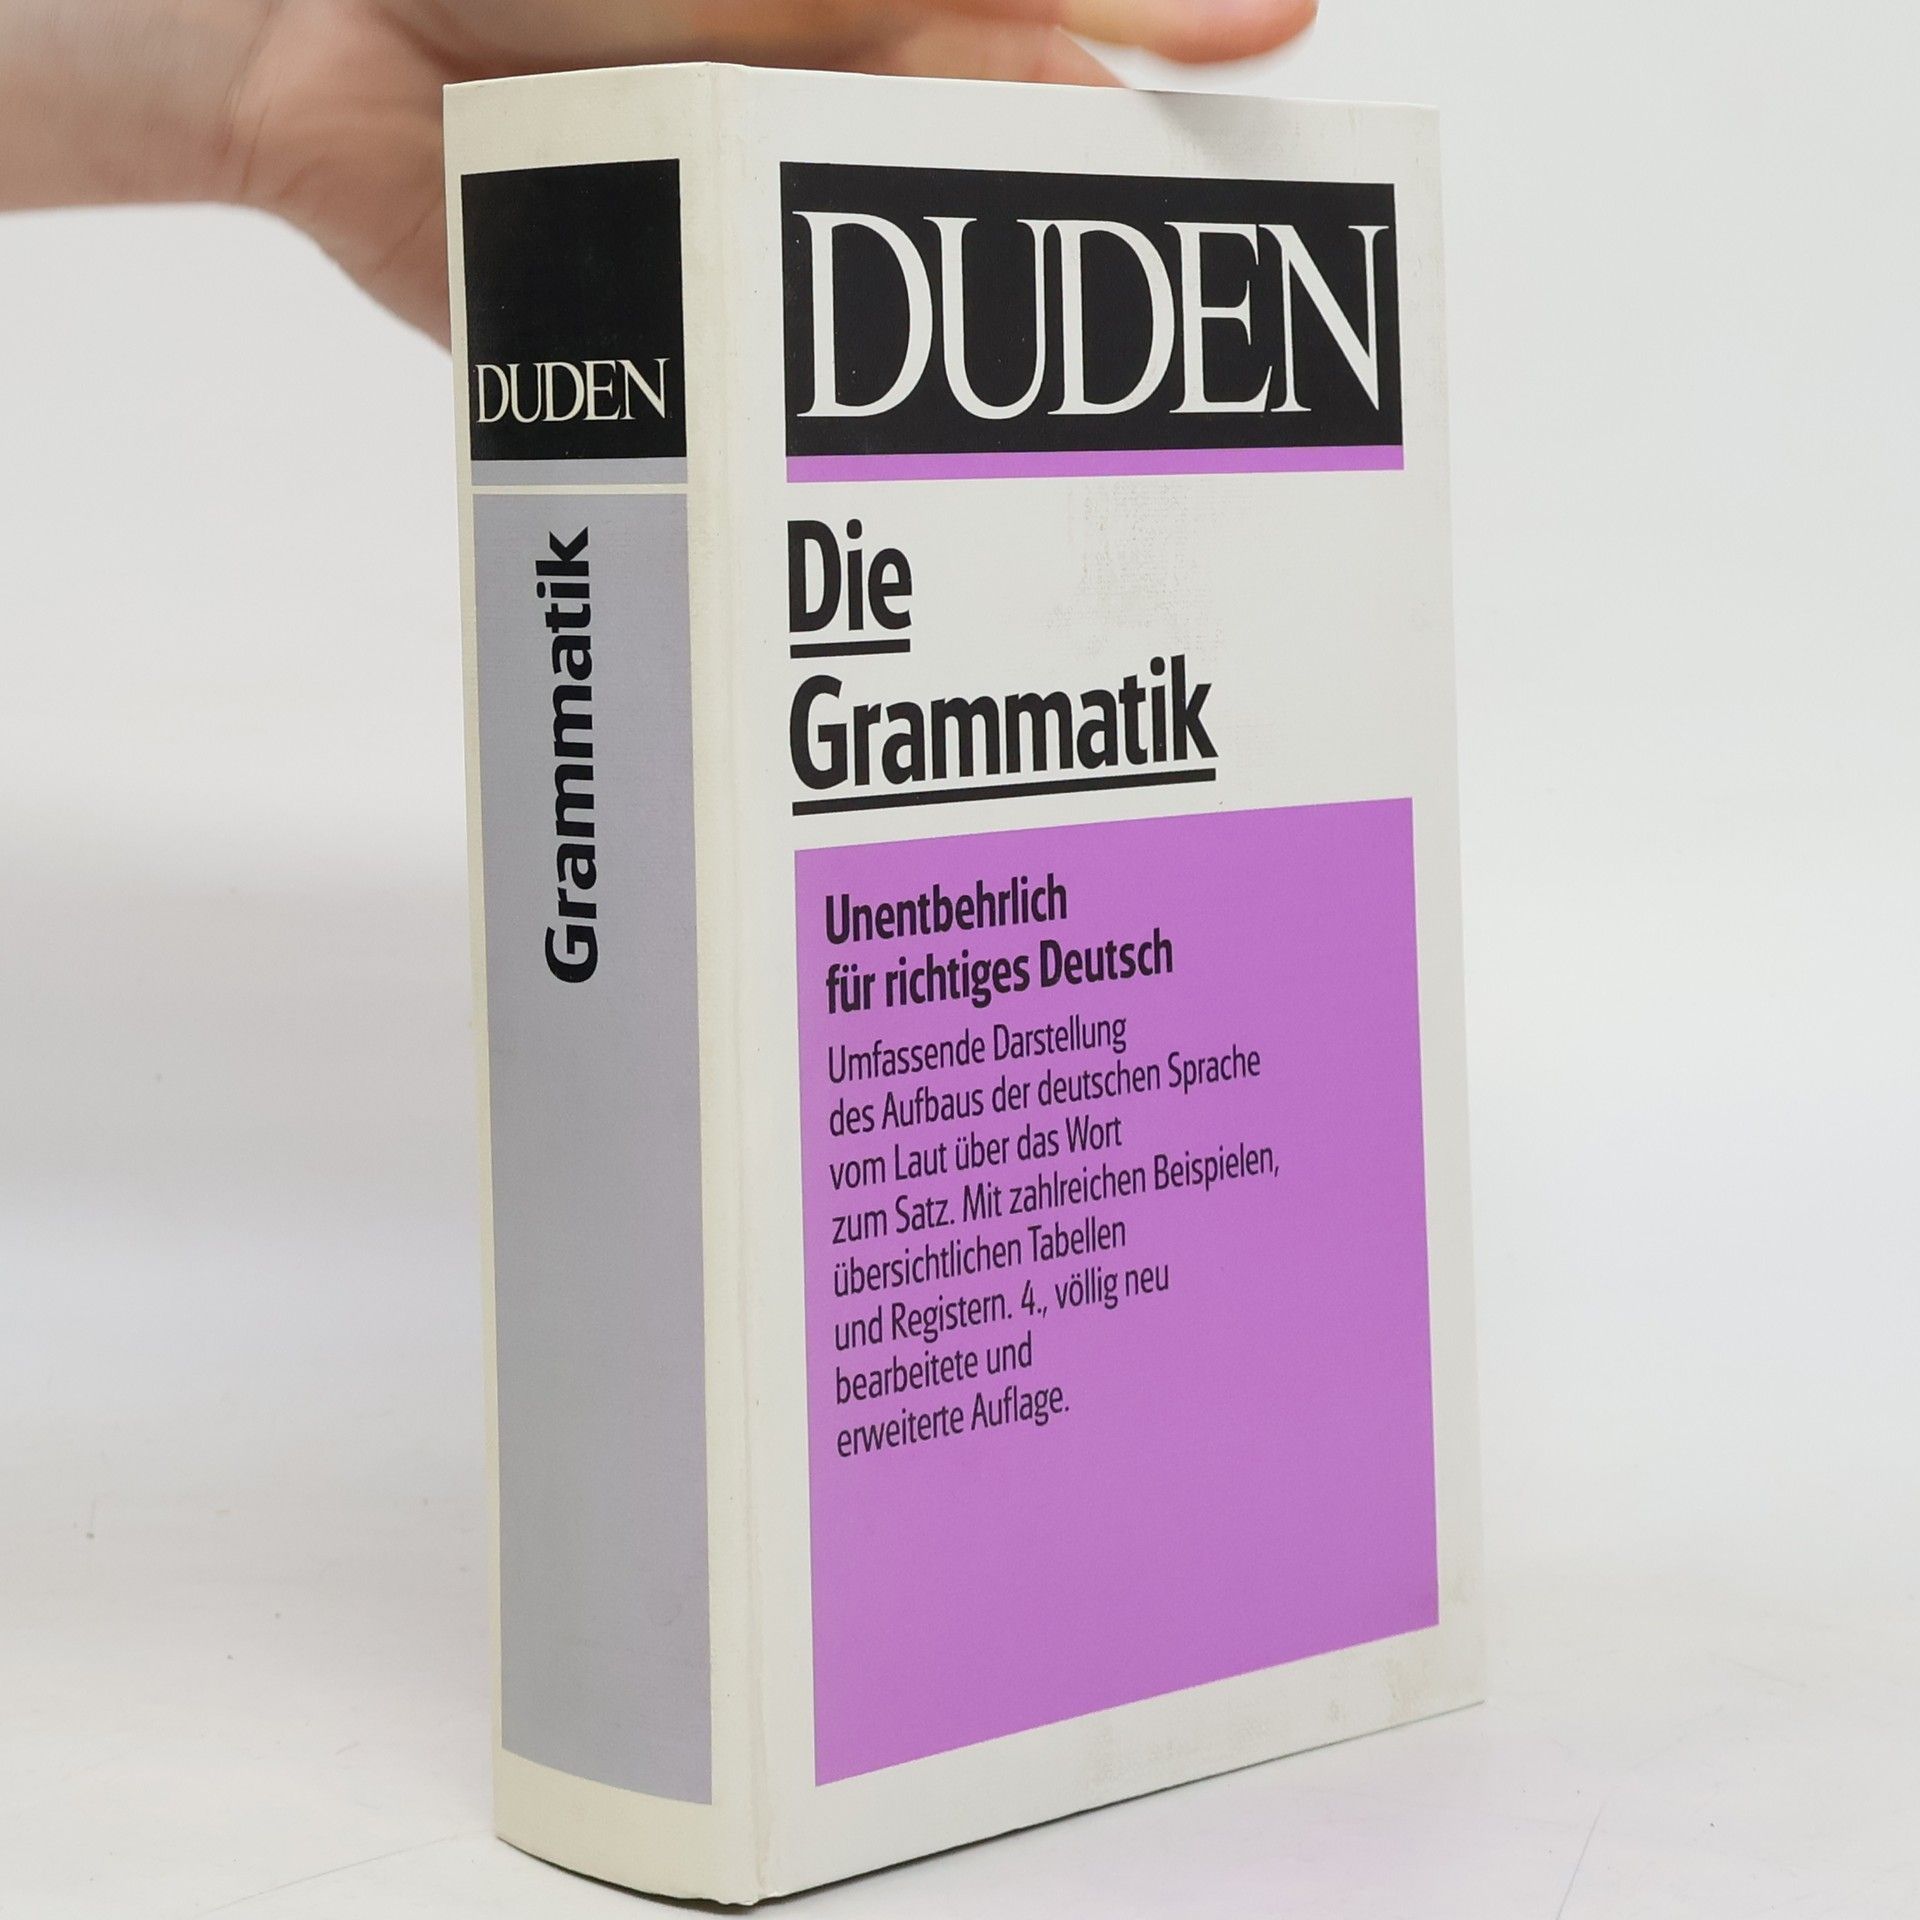 DUDEN
Grammatik
DUDEN
Die
Grammatik
Unentbehrlich
für richtiges Deutsch
Umfassende Darstellung
des Aufbaus der deutschen Sprache
vom Laut über das Wort
zum Satz. Mit zahlreichen Beispielen,
übersichtlichen Tabellen
und Registern. 4., völlig neu
bearbeitete und
erweiterte Auflage.